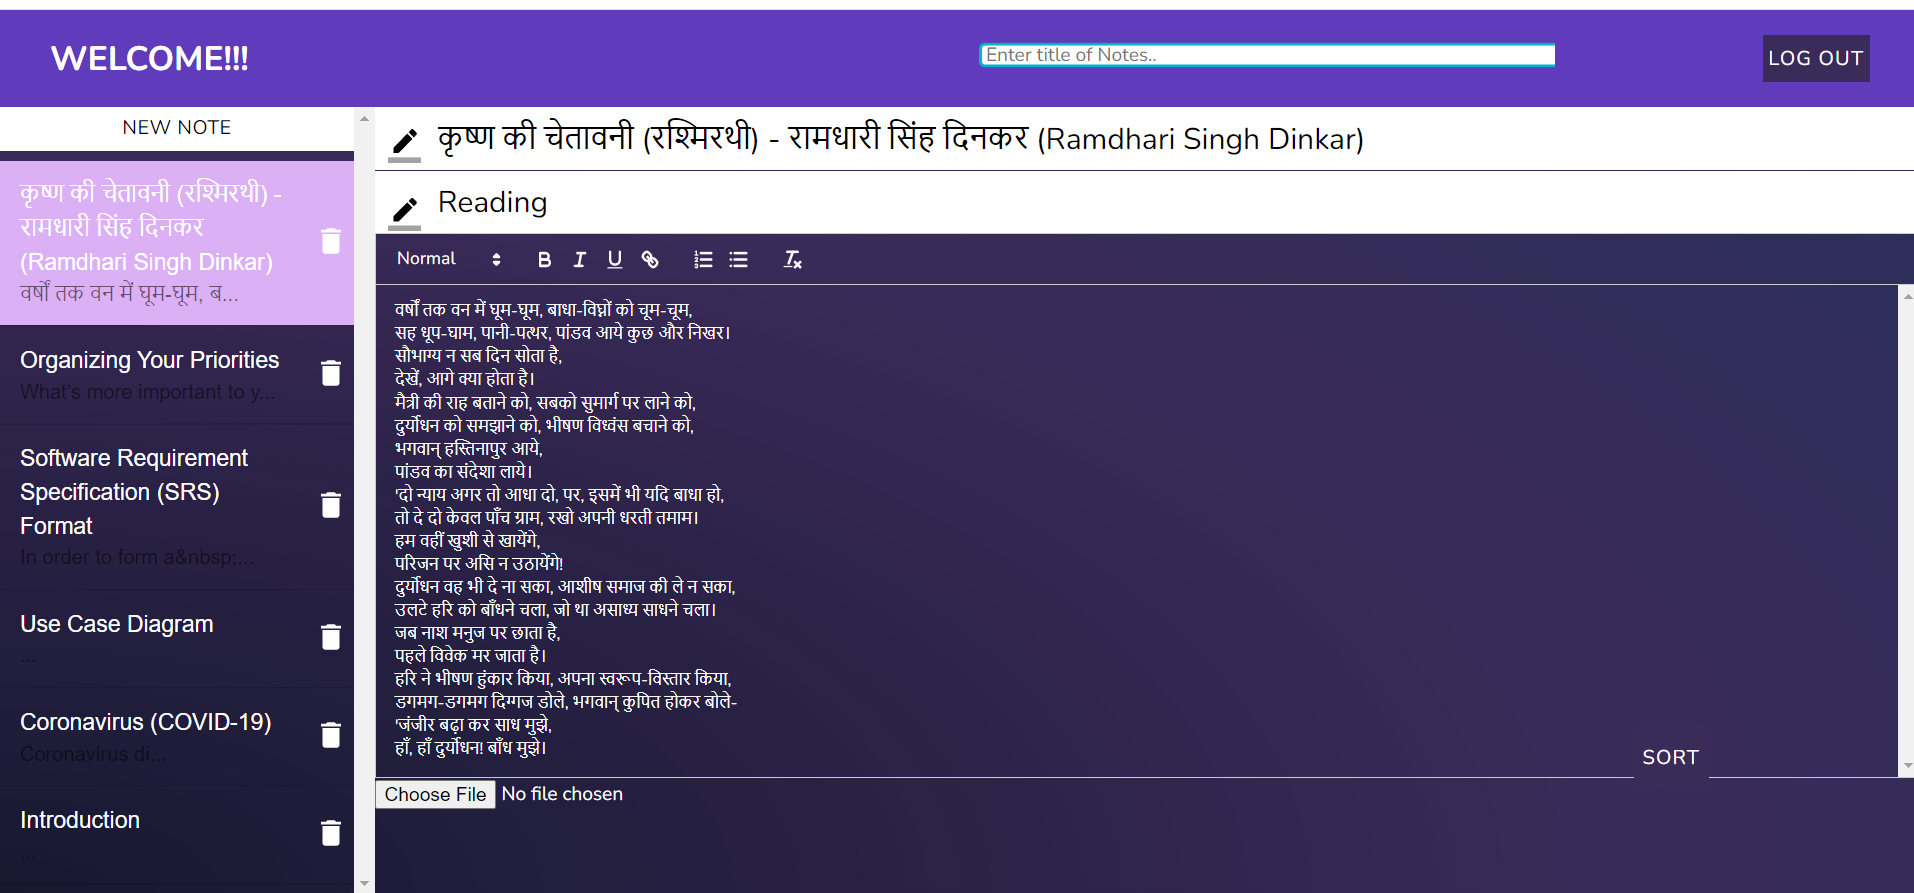 WELCOME!!!
Enter title of Notes..
LOG OUT
NEW NOTE
कृष्ण की चेतावनी (रश्मिरथी) -
रामधारी सिंह दिनकर
(Ramdhari Singh Dinkar)
वर्षों तक वन में घूम-घूम, ब...
Organizing Your Priorities
What's more important to y...
Software Requirement
Specification (SRS)
Format
In order to form a&nbsp;...
Use Case Diagram
...
Coronavirus (COVID-19)
Coronavirus di...
Introduction
...
कृष्ण की चेतावनी (रश्मिरथी) - रामधारी सिंह दिनकर (Ramdhari Singh Dinkar)
Reading
Normal
वर्षों तक वन में घूम-घूम, बाधा-विघ्नों को चूम-चूम,
सह धूप-घाम, पानी-पत्थर, पांडव आये कुछ और निखर।
सौभाग्य न सब दिन सोता है,
देखें, आगे क्या होता है।
मैत्री की राह बताने को, सबको सुमार्ग पर लाने को,
दुर्योधन को समझाने को, भीषण विध्वंस बचाने को,
भगवान् हस्तिनापुर आये,
पांडव का संदेशा लाये।
'दो न्याय अगर तो आधा दो, पर, इसमें भी यदि बाधा हो,
तो दे दो केवल पाँच ग्राम, रखो अपनी धरती तमाम।
हम वहीं खुशी से खायेंगे,
परिजन पर असि न उठायेंगे!
दुर्योधन वह भी दे ना सका, आशीष समाज की ले न सका,
उलटे हरि को बाँधने चला, जो था असाध्य साधने चला।
जब नाश मनुज पर छाता है,
पहले विवेक मर जाता है।
हरि ने भीषण हुंकार किया, अपना स्वरूप-विस्तार किया,
डगमग-डगमग दिग्गज डोले, भगवान् कुपित होकर बोले-
'जंजीर बढ़ा कर साध मुझे,
हाँ, हाँ दुर्योधन! बाँध मुझे।
SORT
Choose File No file chosen